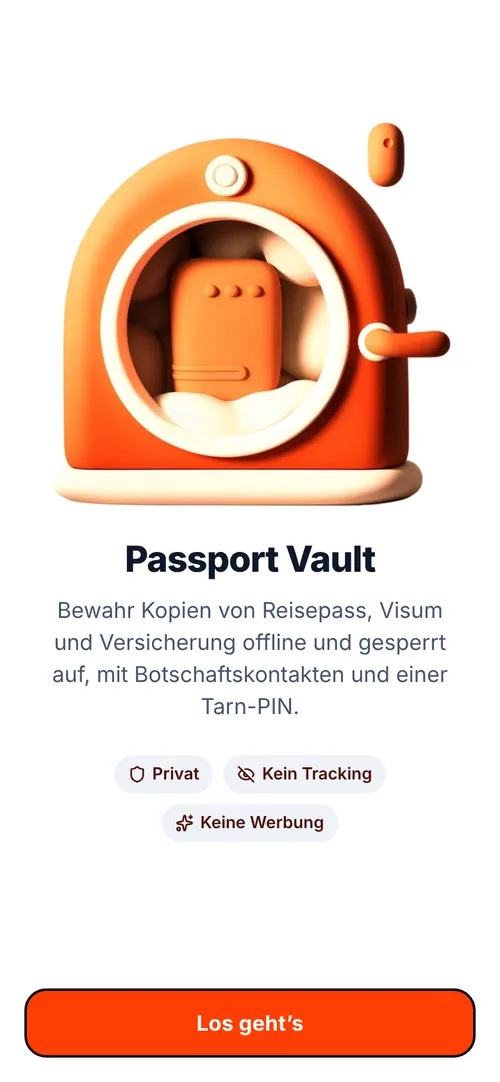 Passport Vault
Bewahr Kopien von Reisepass, Visum
und Versicherung offline und gesperrt
auf, mit Botschaftskontakten und einer
Tarn-PIN.
Privat
Kein Tracking
Keine Werbung
Los geht’s